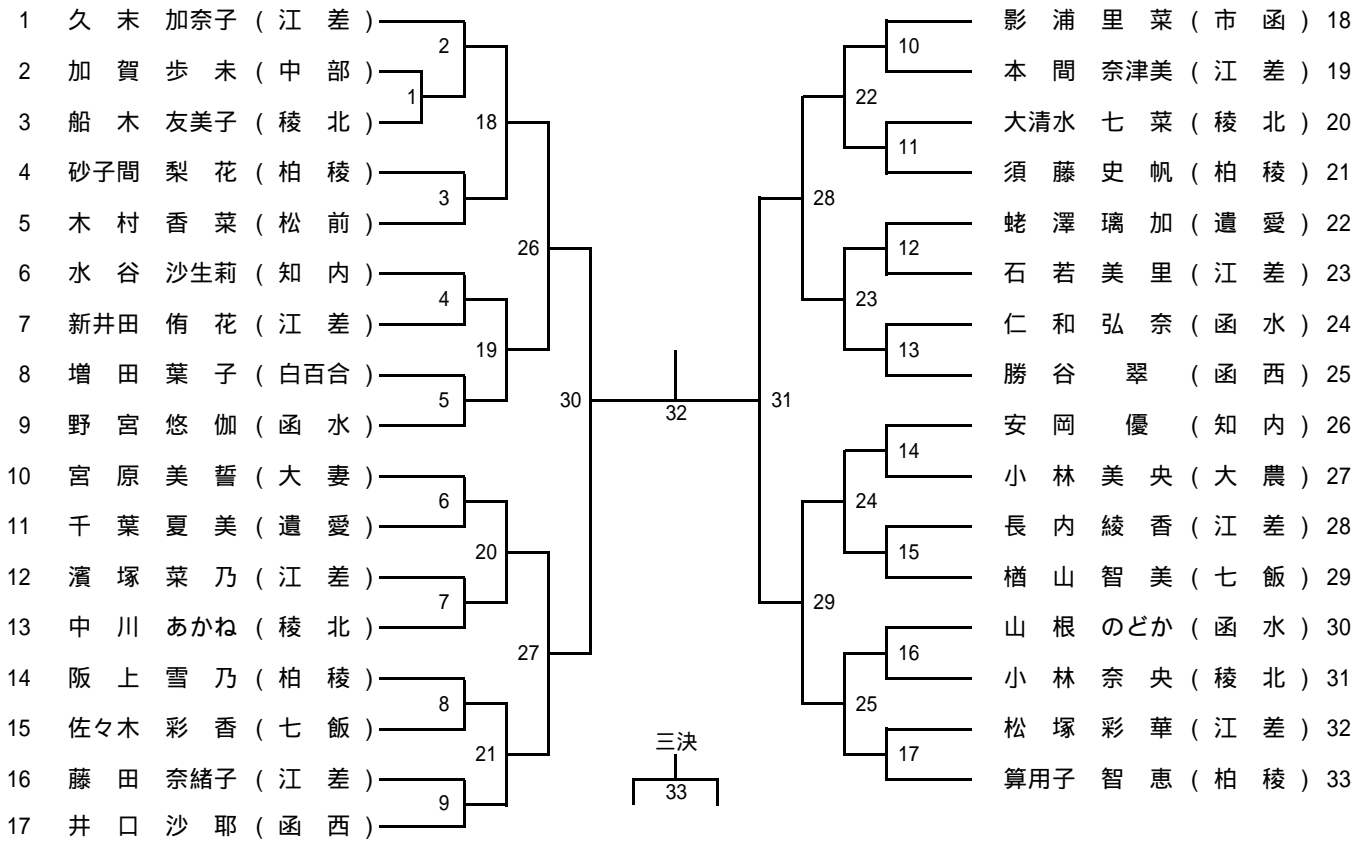 1 久末 加奈子 (江差)
2 加賀 歩未 (中部)
3 船木 友美子 (稜北)
4 砂子間 梨花 (柏稜)
5 木村 香菜 (松前)
6 水谷 沙生莉 (知内)
7 新井田 侑花 (江差)
8 増田 葉子 (白百合)
9 野宮 悠伽 (函水)
10 宮原 美誓 (大妻)
11 千葉 夏美 (遺愛)
12 濱塚 菜乃 (江差)
13 中川 あかね (稜北)
14 阪上 雪乃 (柏稜)
15 佐々木 彩香 (七飯)
16 藤田 奈緒子 (江差)
17 井口 沙耶 (函西)
2
1
18
3
26
4
19
5
30
6
20
7
27
8
21
9
32
三決
33
10
22
11
28
12
23
13
31
14
24
15
29
16
25
17
影浦 里菜 (市函) 18
本間 奈津美 (江差) 19
大清水 七菜 (稜北) 20
須藤 史帆 (柏稜) 21
蛯澤 璃加 (遺愛) 22
石若 美里 (江差) 23
仁和 弘奈 (函水) 24
勝谷 翠 (函西) 25
安岡 優 (知内) 26
小林 美央 (大農) 27
長内 綾香 (江差) 28
楢山 智美 (七飯) 29
山根 のどか (函水) 30
小林 奈央 (稜北) 31
松塚 彩華 (江差) 32
算用子 智恵 (柏稜) 33